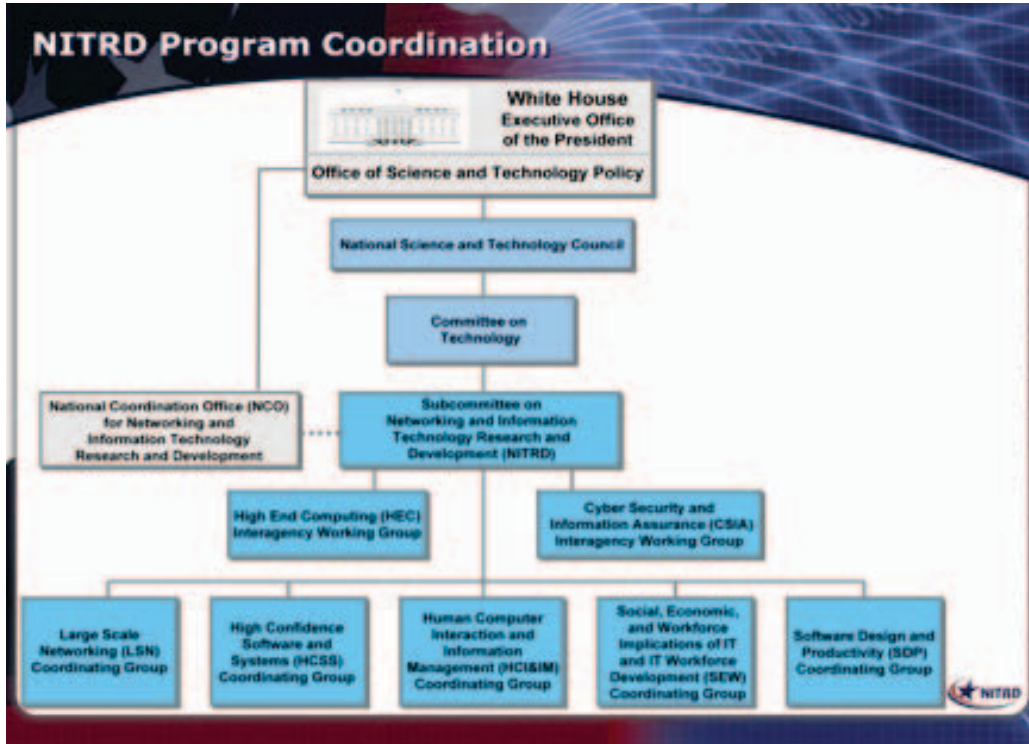 NITRD Program Coordination
White House
Executive Office
of the President
Office of Science and Technology Policy
National Science and Technology Council
Committee on
Technology
National Coordination Office (NCO)
for Networking and
Information Technology
Research and Development
Subcommittee on
Networking and Information
Technology Research and
Development (NITRD)
High End Computing (HEC)
Interagency Working Group
Cyber Security and
Information Assurance (CSIA)
Interagency Working Group
Large Scale
Networking (LSN)
Coordinating Group
High Confidence
Software and
Systems (HCSS)
Coordinating Group
Human Computer
Interaction and
Information
Management (HCI&IM)
Coordinating Group
Social, Economic,
and Workforce
Implications of IT
and IT Workforce
Development (SEW)
Coordinating Group
Software Design and
Productivity (SDP)
Coordinating Group
NITRD